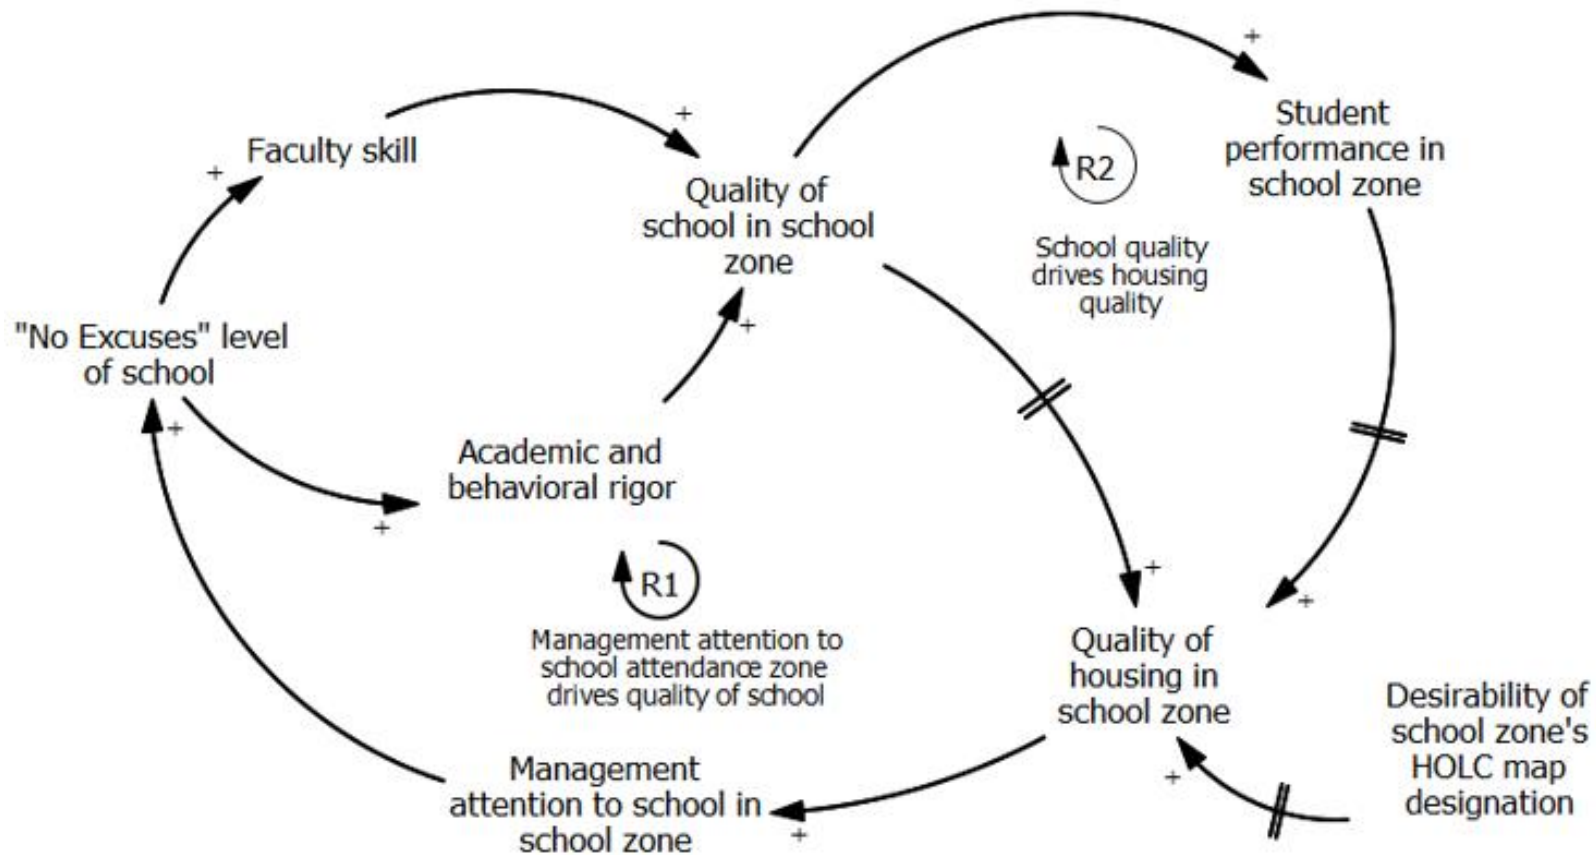 +
Student
performance in
school zone
+
Faculty skill
+
R2
Quality of
school in school
zone
School quality
drives housing
quality
"No Excuses" level
of school
+
+
Academic and
behavioral rigor
+
R1
+
+
Management attention to
school attendance zone
drives quality of school
Quality of
housing in
school zone
Desirability of
school zone's
HOLC map
designation
+
Management
attention to school in
school zone
+